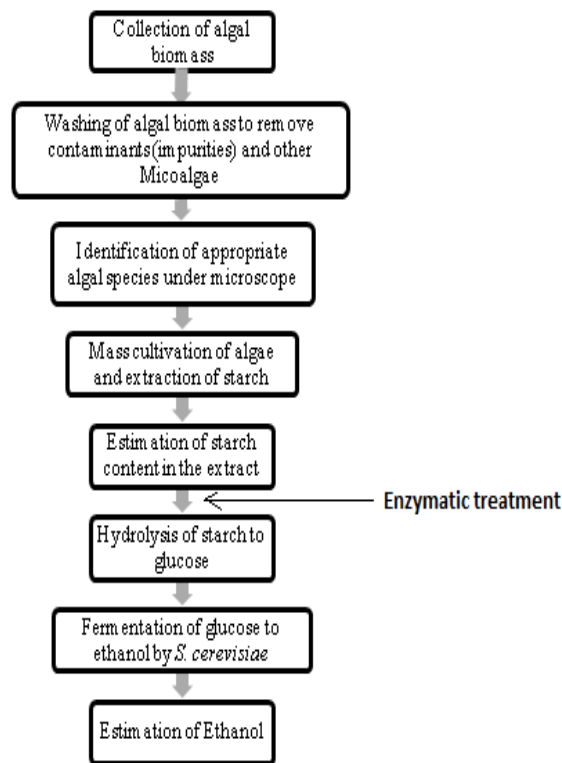 Collection of algal
biomass
Washing of algal biomass to remove
contaminants(impurities) and other
Micoalgae
Identification of appropriate
algal species under microscope
Mass cultivation of algae
and extraction of starch
Estimation of starch
content in the extract
Enzymatic treatment
Hydrolysis of starch to
glucose
Fermentation of glucose to
ethanol by S. cerevisiae
Estimation of Ethanol